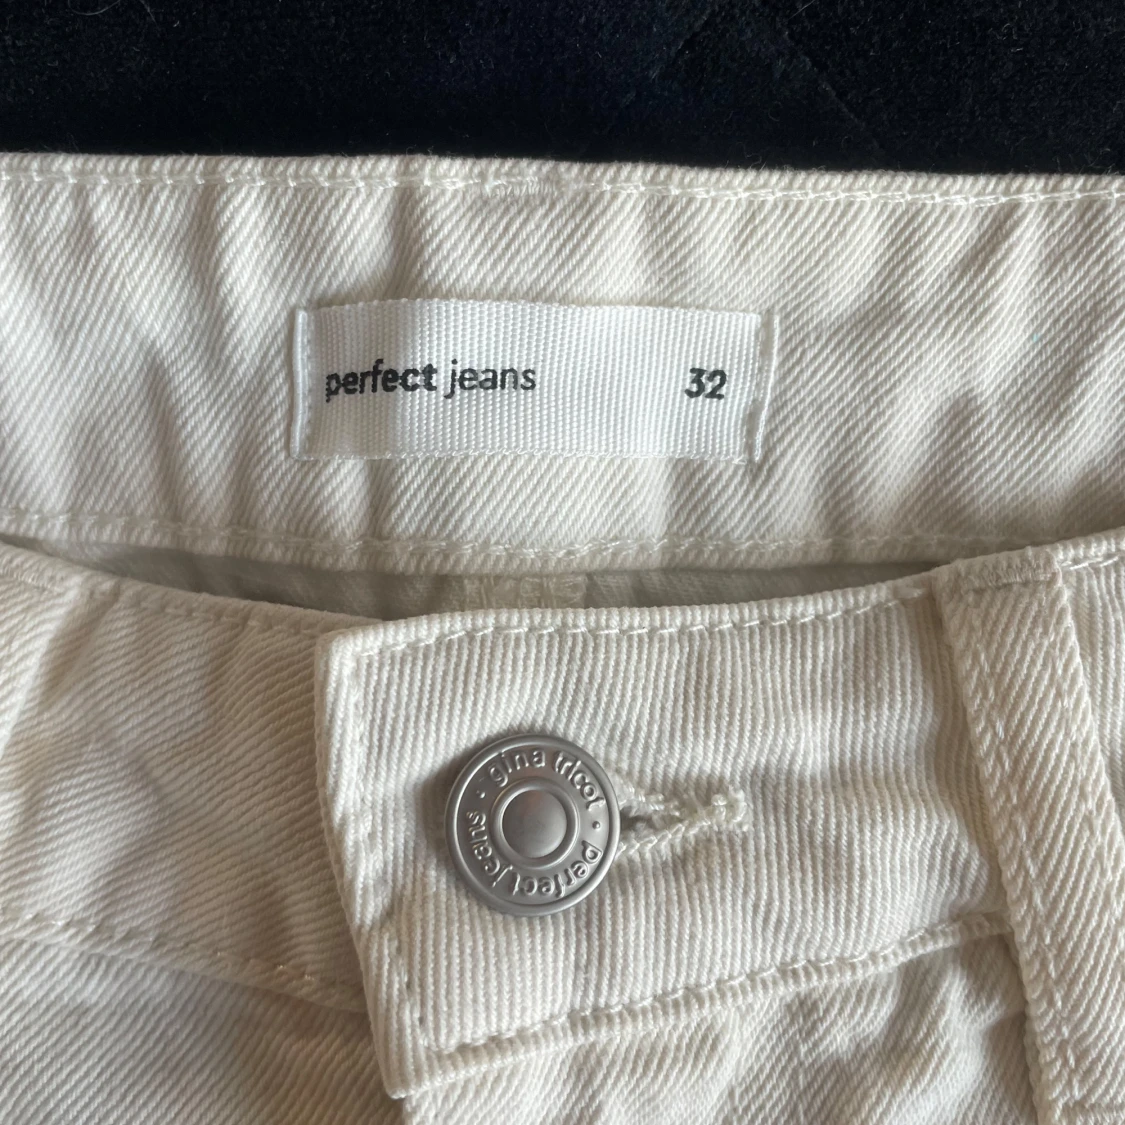 perfect jeans 32
gina tricot · perfect jeans ·